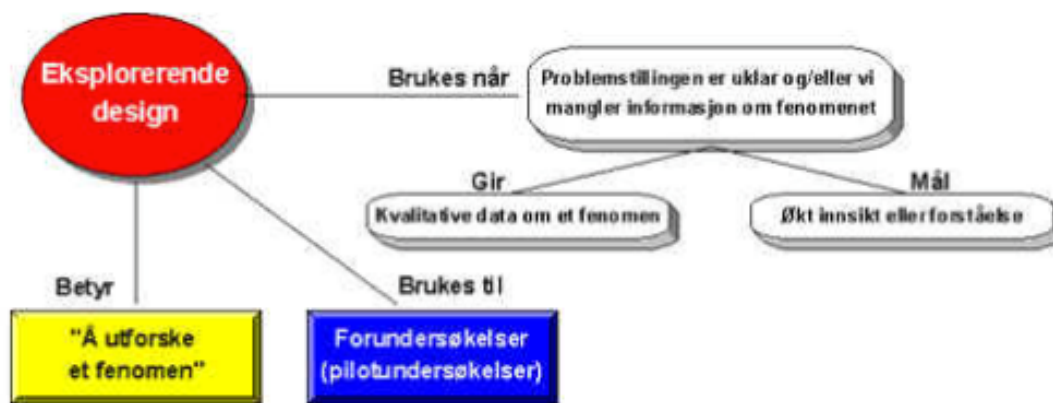 Eksplorerende
design
Brukes når
Problemstillingen er uklar og/eller vi
mangler informasjon om fenomenet
Gir
Mål
Kvalitative data om et fenomen
Økt innsikt eller forståelse
Betyr
Brukes til
"Å utforske
et fenomen"
Forundersøkelser
(pilotundersøkelser)